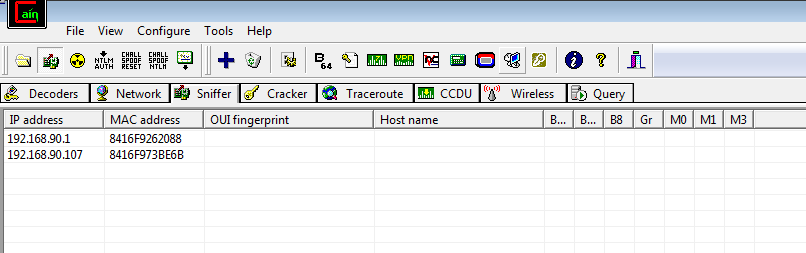 Cain
File View Configure Tools Help
NTLM AUTH CHALL SPOOF RESET CHALL SPOOF NTLM B 64 VPN
Decoders Network Sniffer Cracker Traceroute CCDU Wireless Query
IP address MAC address OUI fingerprint Host name B... B... B8 Gr M0 M1 M3
192.168.90.1 8416F9262088
192.168.90.107 8416F973BE6B